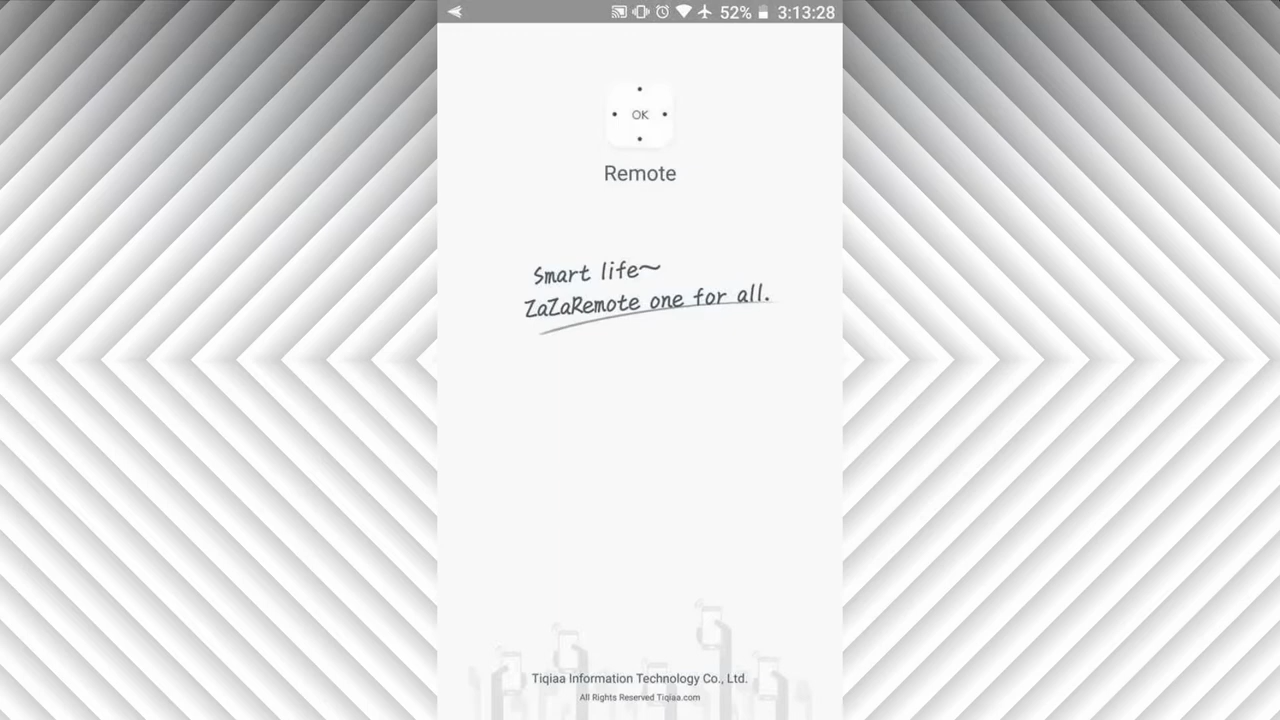 52% 3:13:28
OK
Remote
Smart life~
ZaZaRemote one for all.
Tiqiaa Information Technology Co., Ltd.
All Rights Reserved Tiqiaa.com